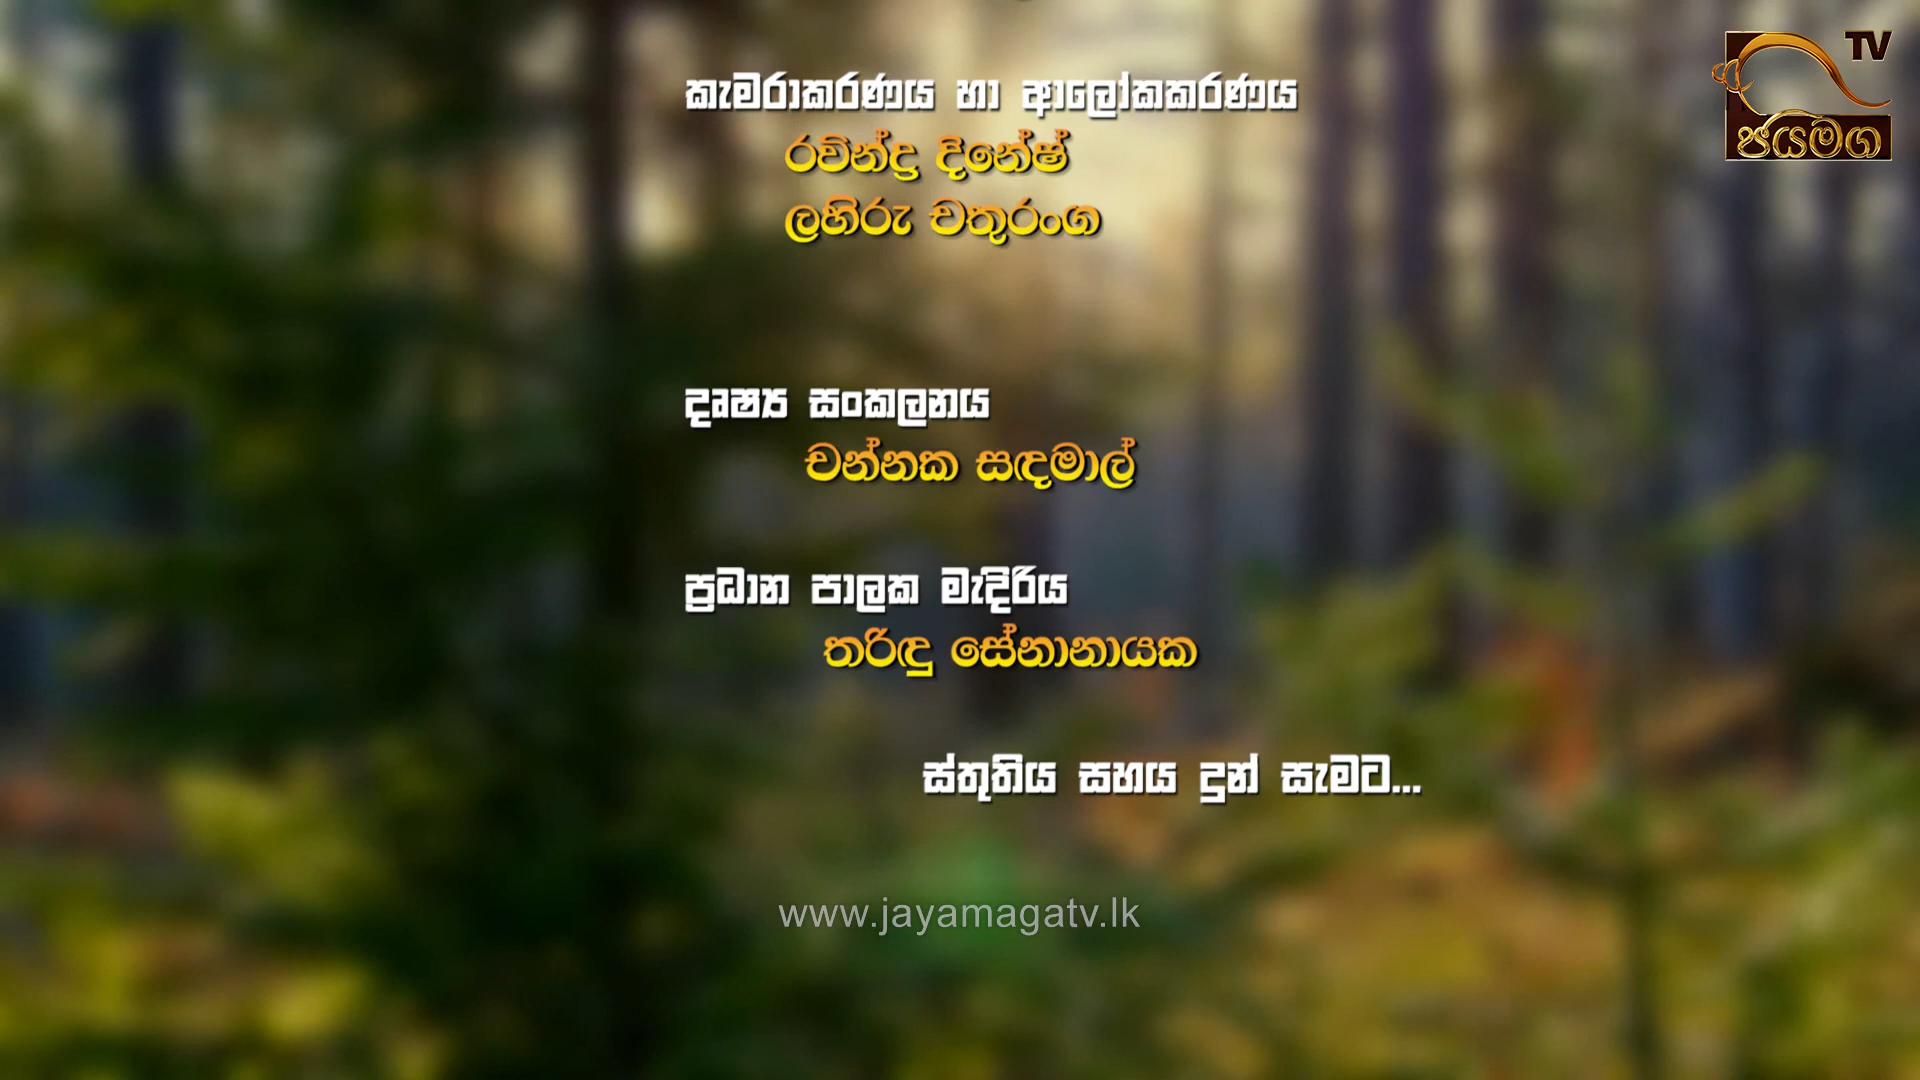 TV
ජයමග
කැමරාකරණය හා ආලෝකකරණය
රවින්ද්‍ර දිනේෂ්
ලහිරු චතුරංග
දෘෂ්‍ය සංකලනය
චන්නක සඳමාල්
ප්‍රධාන පාලක මැදිරිය
තරිඳු සේනානායක
ස්තූතිය සහය දුන් සැමට...
www.jayamagatv.lk